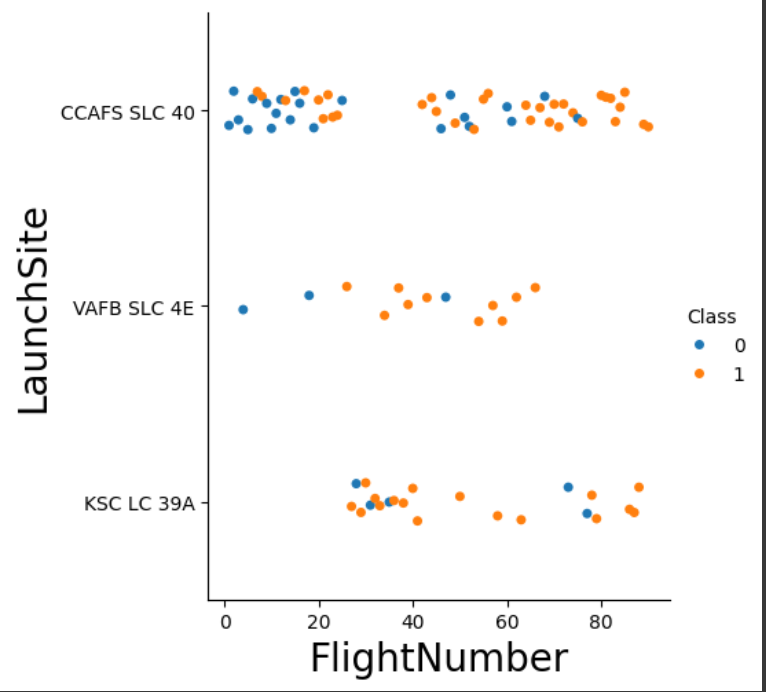 CCAFS SLC 40
VAFB SLC 4E
KSC LC 39A
LaunchSite
0 20 40 60 80
FlightNumber
Class
0
1